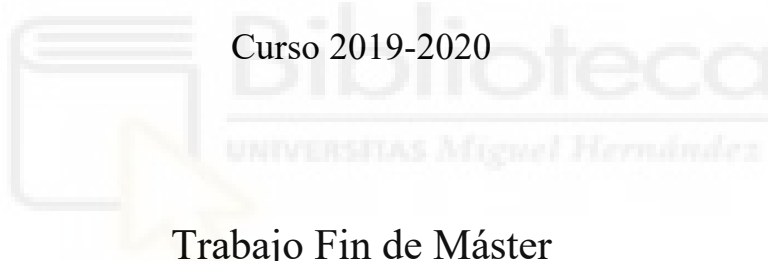 Curso 2019-2020
Biblioteca
UNIVERSITAS Miguel Hernández
Trabajo Fin de Máster